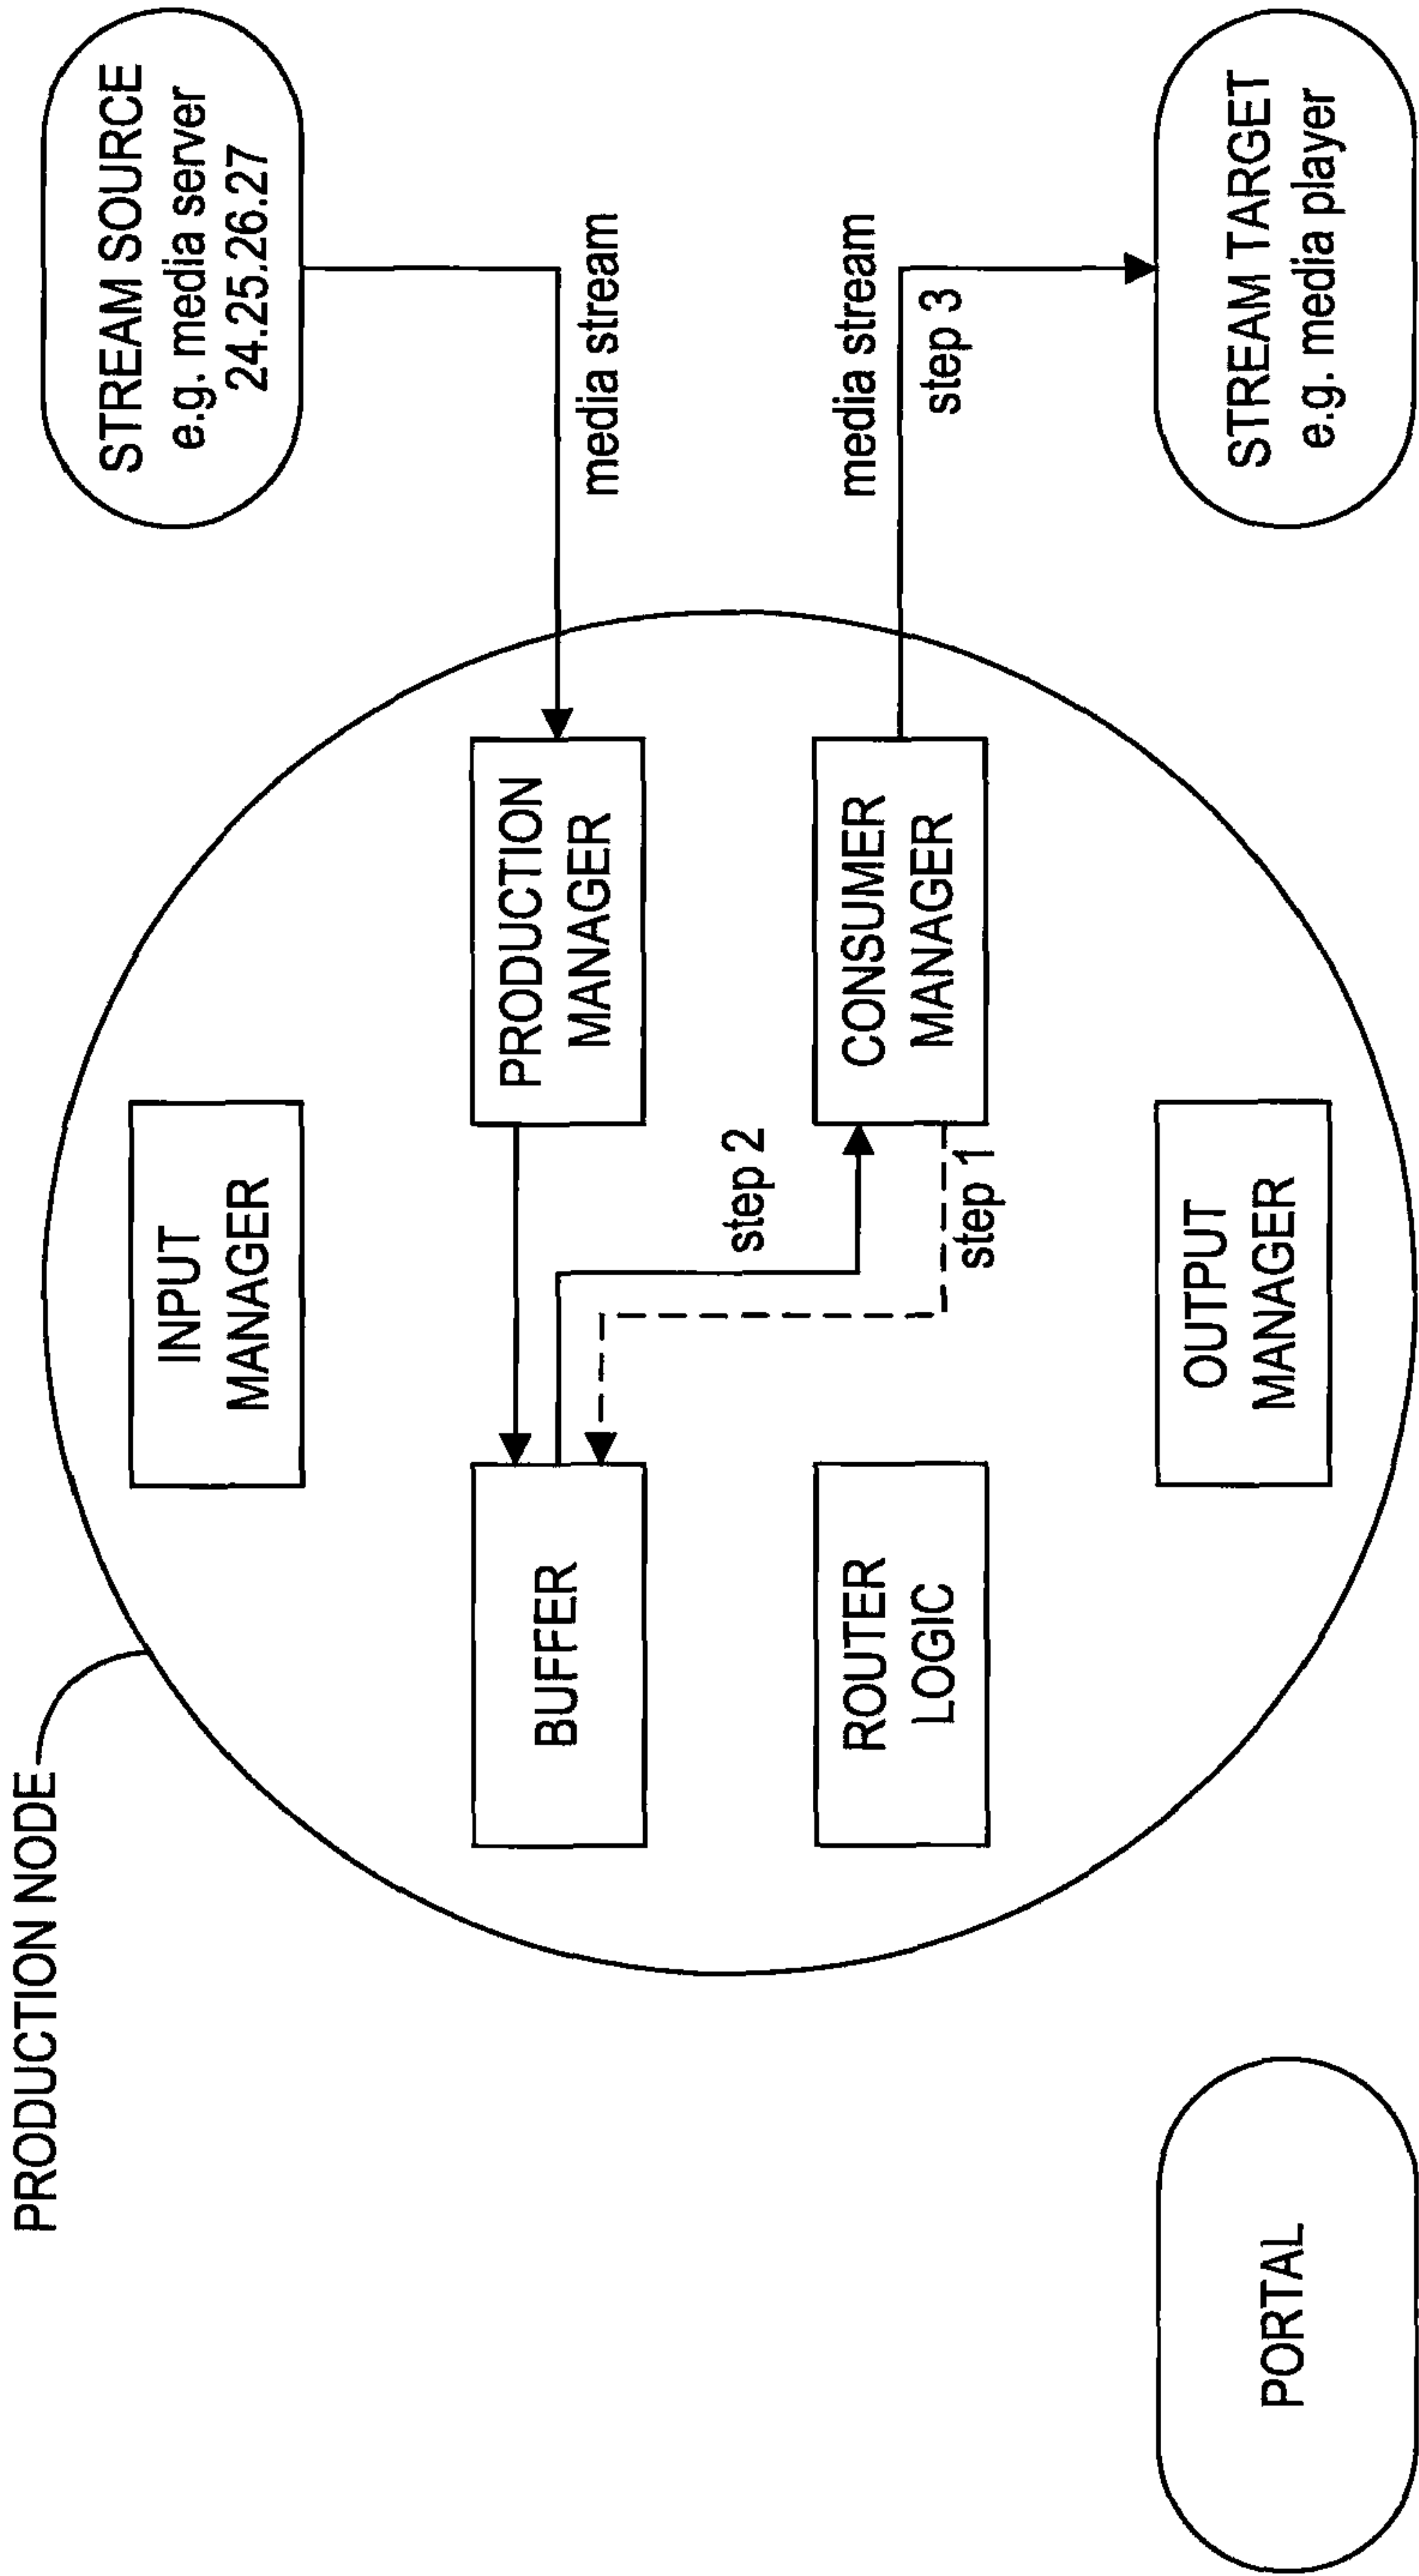 PRODUCTION NODE
STREAM SOURCE
e.g. media server
24.25.26.27
INPUT
MANAGER
BUFFER
PRODUCTION
MANAGER
media stream
step 2
ROUTER
LOGIC
CONSUMER
MANAGER
media stream
step 3
step 1
PORTAL
OUTPUT
MANAGER
STREAM TARGET
e.g. media player